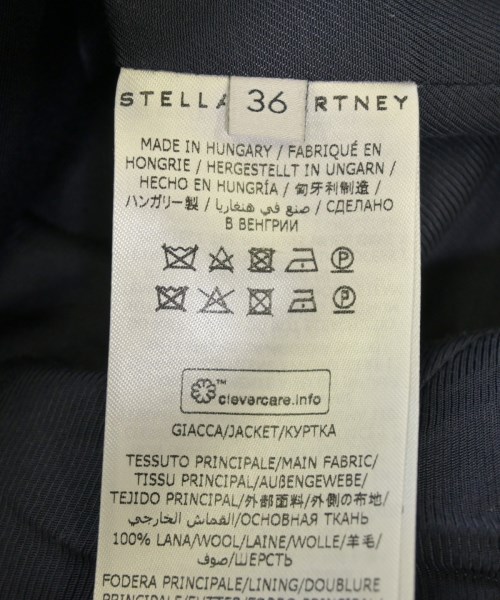 STELLA
36
RTNEY
MADE IN HUNGARY / FABRIQUÉ EN
HONGRIE / HERGESTELLT IN UNGARN /
HECHO EN HUNGRÍA / 匈牙利制造 /
ハンガリー製 / صنع في هنغاريا / СДЕЛАНО
В ВЕНГРИИ
P
P
™
clevercare.info
GIACCA/JACKET/КУРТКА
TESSUTO PRINCIPALE/MAIN FABRIC/
TISSU PRINCIPAL/AUßENGEWEBE/
TEJIDO PRINCIPAL/外部面料/外側の布地/
القماش الخارجي/ОСНОВНАЯ ТКАНЬ
100% LANA/WOOL/LAINE/WOLLE/羊毛/
صوف/ШЕРСТЬ
FODERA PRINCIPALE/LINING/DOUBLURE